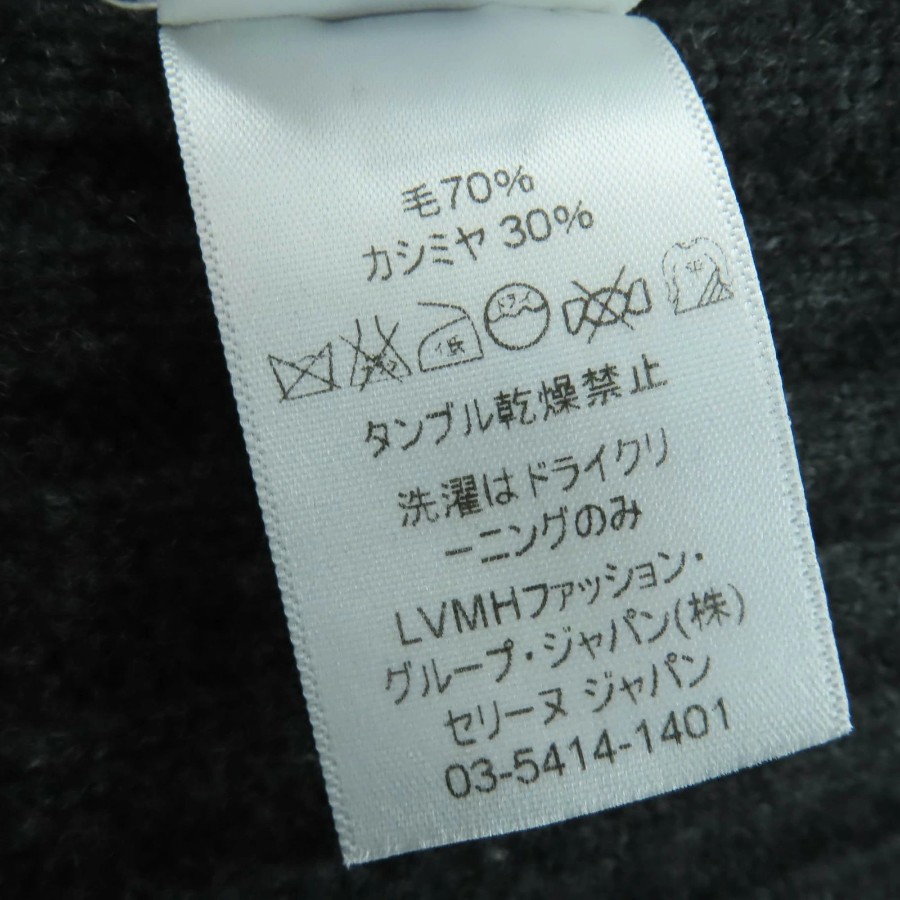 毛70%
カシミヤ 30%
ドライ
タンブル乾燥禁止
洗濯はドライクリ
ーニングのみ
LVMHファッション・
グループ・ジャパン(株)
セリーヌ ジャパン
03-5414-1401